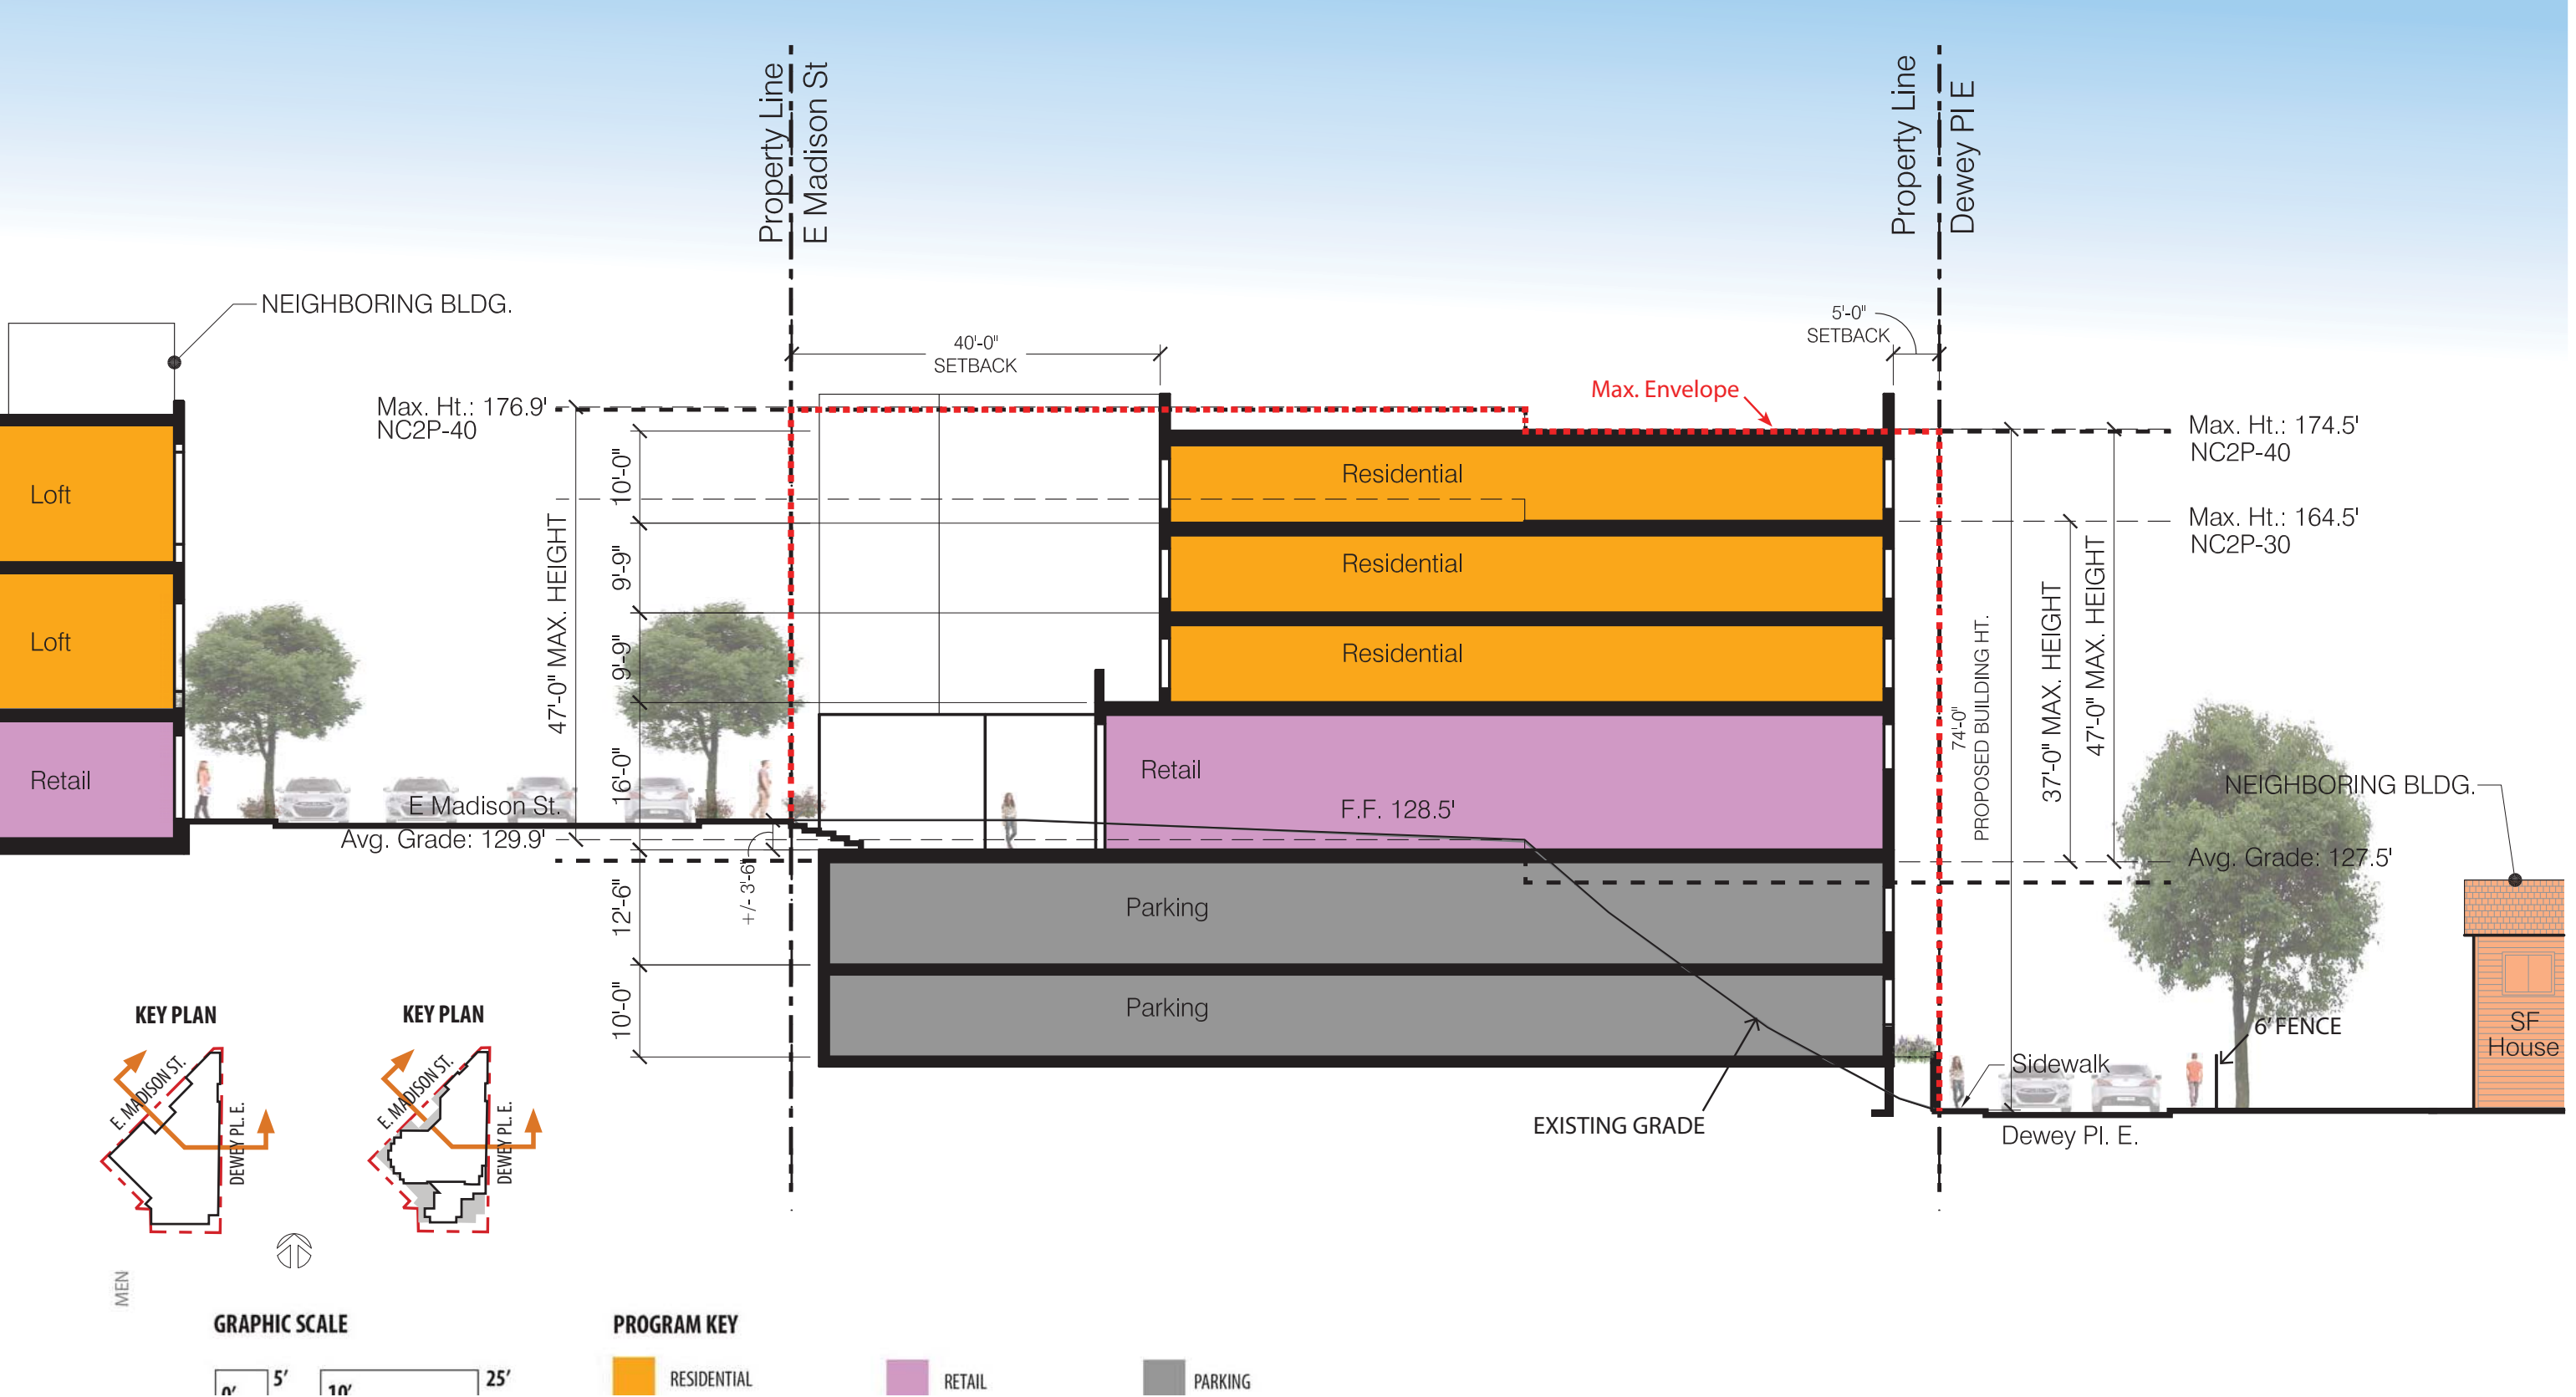 Property Line
E Madison St
Property Line
Dewey Pl E
NEIGHBORING BLDG.
5'-0"
SETBACK
40'-0"
SETBACK
Max. Envelope
Max. Ht.: 176.9'
NC2P-40
Max. Ht.: 174.5'
NC2P-40
Max. Ht.: 164.5'
NC2P-30
Loft
Loft
Retail
47'-0" MAX. HEIGHT
10'-0"
9'-9"
9'-9"
16'-0"
12'-6"
10'-0"
+/- 3'-6"
Residential
Residential
Residential
Retail
F.F. 128.5'
Parking
Parking
E Madison St.
Avg. Grade: 129.9'
74'-0"
PROPOSED BUILDING HT.
37'-0" MAX. HEIGHT
47'-0" MAX. HEIGHT
NEIGHBORING BLDG.
Avg. Grade: 127.5'
6' FENCE
SF
House
Sidewalk
Dewey Pl. E.
EXISTING GRADE
KEY PLAN
E. MADISON ST.
DEWEY PL. E.
KEY PLAN
E. MADISON ST.
DEWEY PL. E.
MEN
GRAPHIC SCALE
0'
5'
10'
25'
PROGRAM KEY
RESIDENTIAL
RETAIL
PARKING